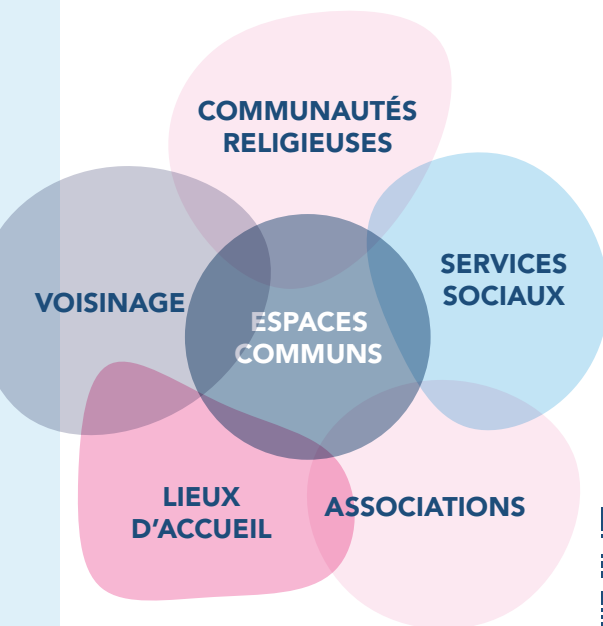 COMMUNAUTÉS
RELIGIEUSES
SERVICES
SOCIAUX
VOISINAGE
ESPACES
COMMUNS
LIEUX
D'ACCUEIL
ASSOCIATIONS